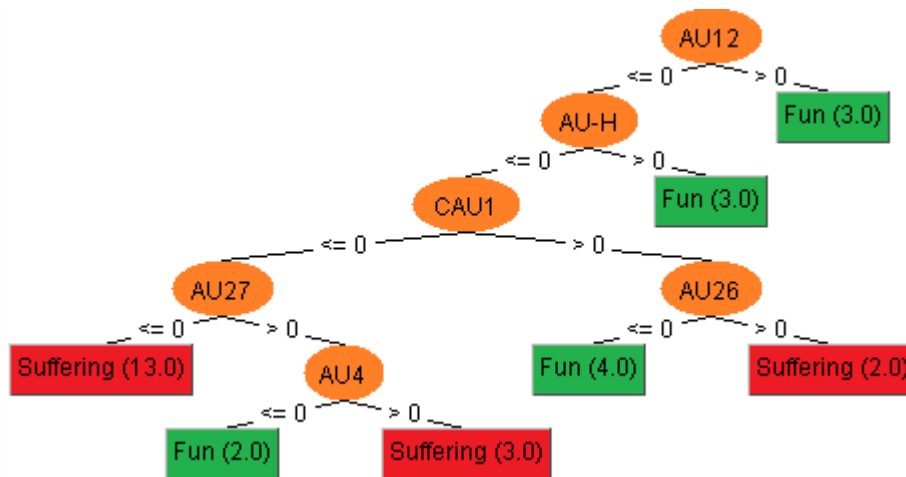 AU12
<= 0
> 0
AU-H
Fun (3.0)
<= 0
> 0
CAU1
Fun (3.0)
<= 0
> 0
AU27
AU26
<= 0
> 0
<= 0
> 0
Suffering (13.0)
AU4
Fun (4.0)
Suffering (2.0)
<= 0
> 0
Fun (2.0)
Suffering (3.0)